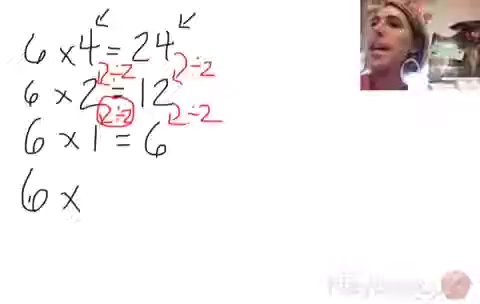 6 x 4 = 24
÷2 ÷2
6 x 2 = 12
÷2 ÷2
6 x 1 = 6
6 x